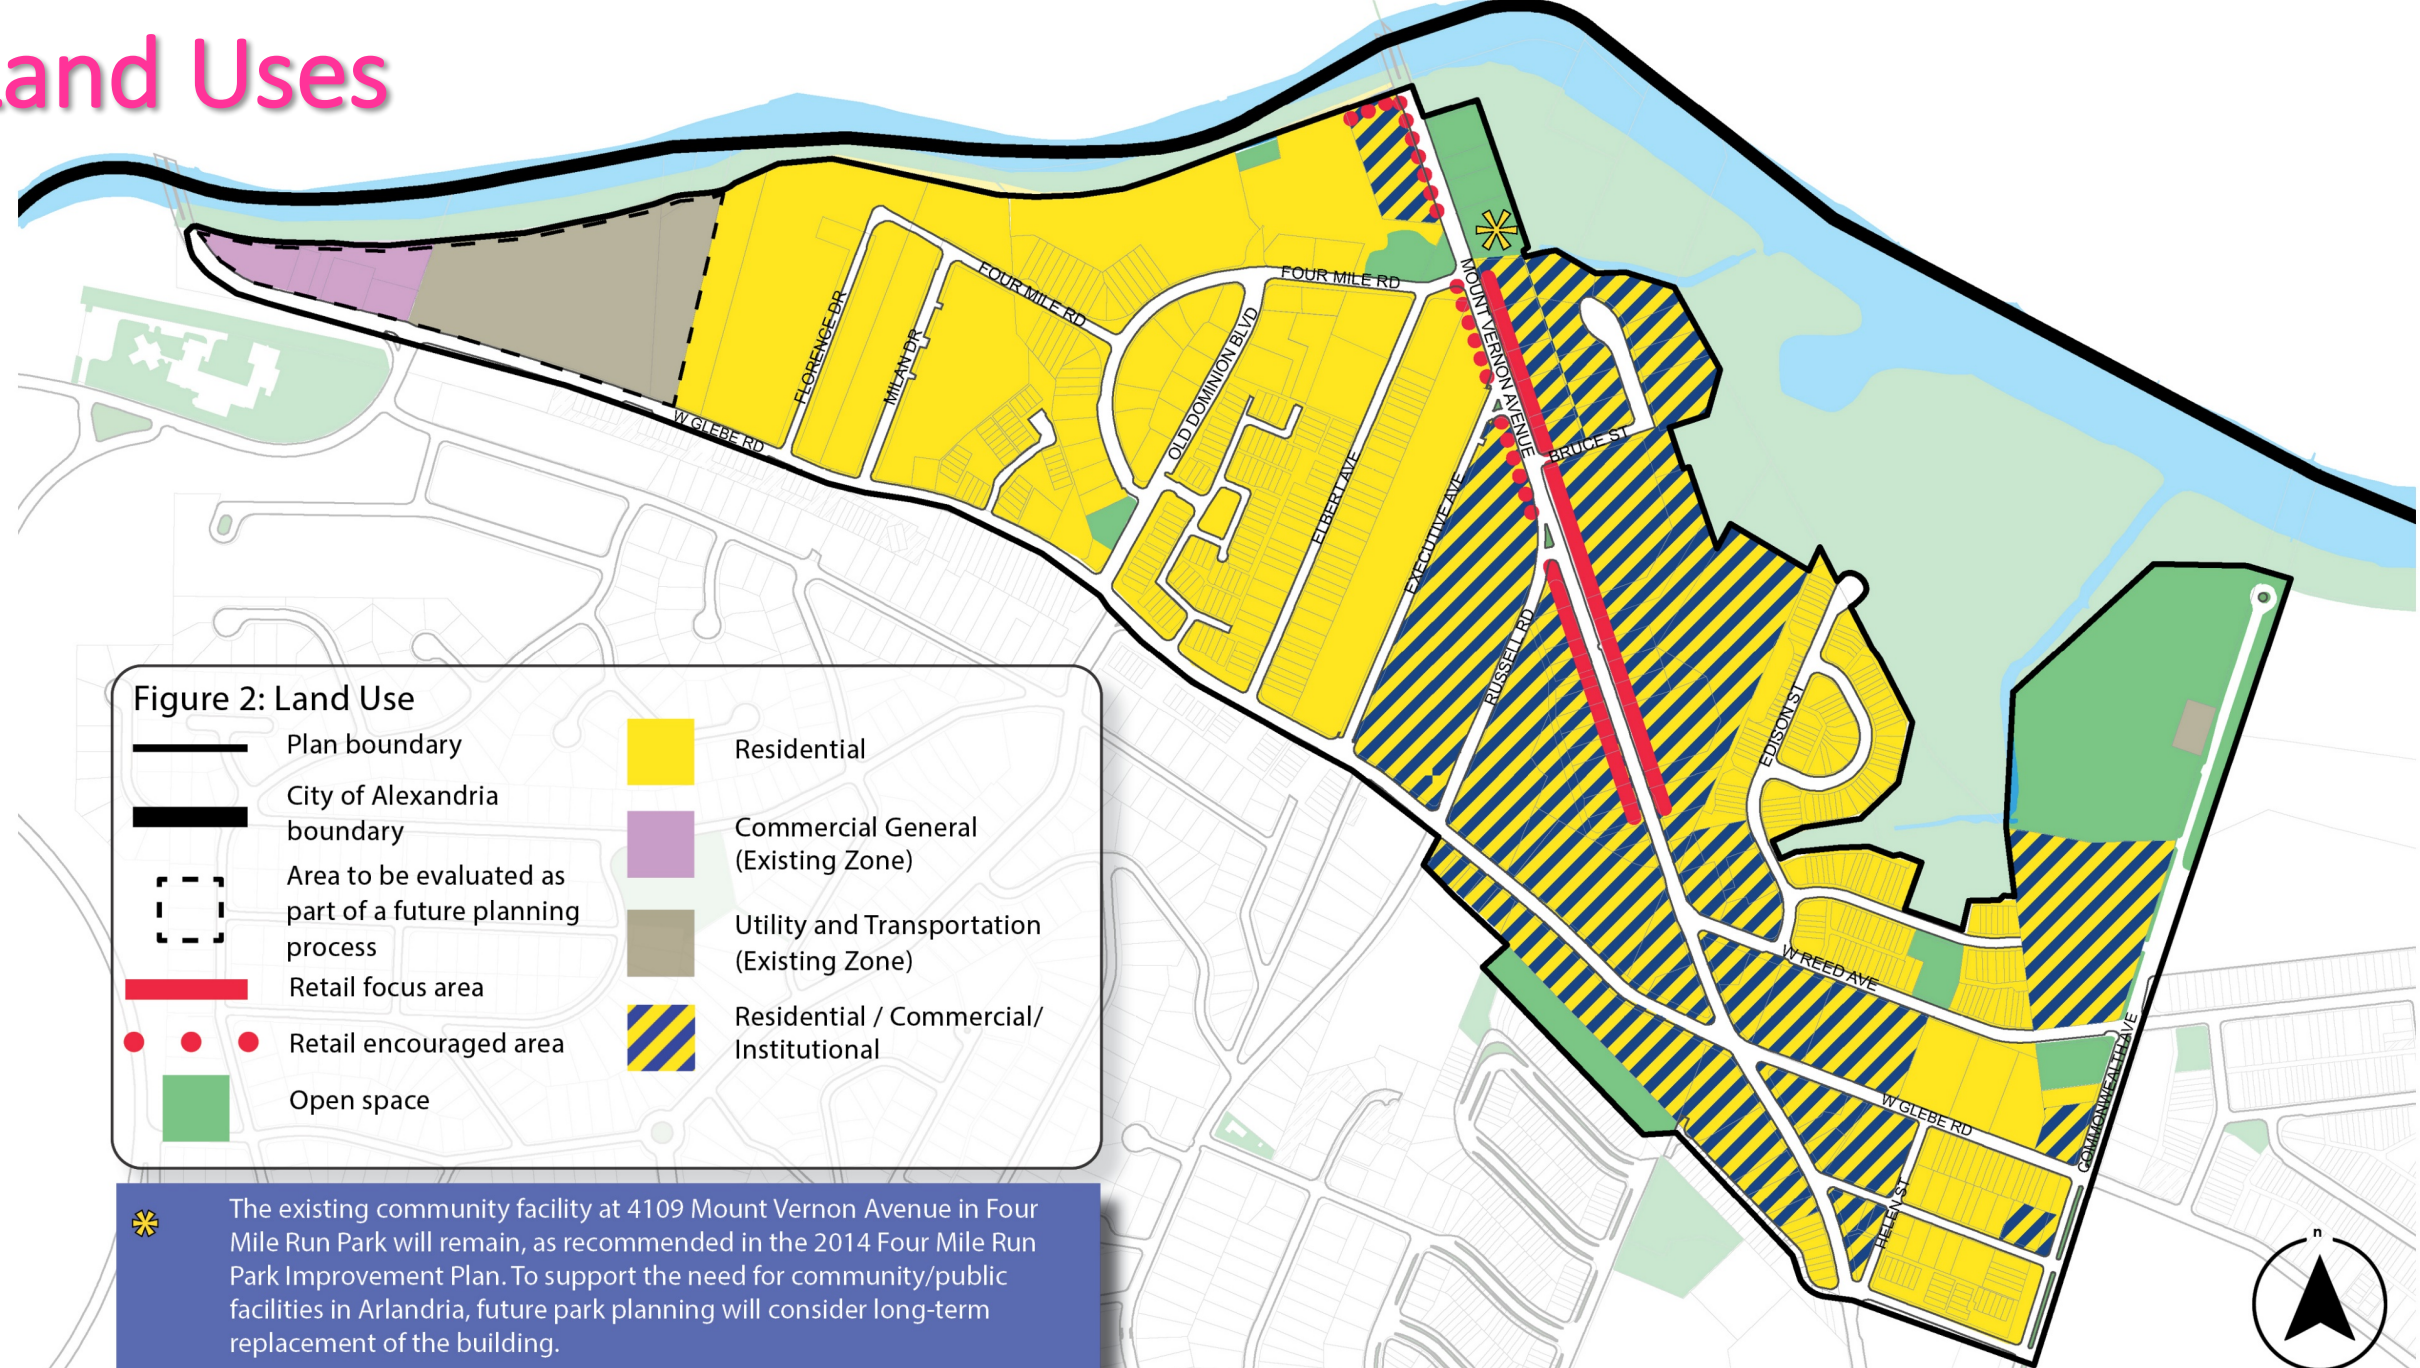 and Uses
FOUR MILE RD
FOUR MILE RD
MOUNT VERNON AVENUE
FLORENCE DR
MILAN DR
OLD DOMINION BLVD
W GLEBE RD
BRUCE ST
ELBERT AVE
EXECUTIVE AVE
RUSSELL RD
EDISON ST
W REED AVE
W GLEBE RD
COMMONWEALTH AVE
HELEN ST
n
Figure 2: Land Use
Plan boundary
City of Alexandria
boundary
Area to be evaluated as
part of a future planning
process
Retail focus area
Retail encouraged area
Open space
Residential
Commercial General
(Existing Zone)
Utility and Transportation
(Existing Zone)
Residential / Commercial/
Institutional
The existing community facility at 4109 Mount Vernon Avenue in Four
Mile Run Park will remain, as recommended in the 2014 Four Mile Run
Park Improvement Plan. To support the need for community/public
facilities in Arlandria, future park planning will consider long-term
replacement of the building.